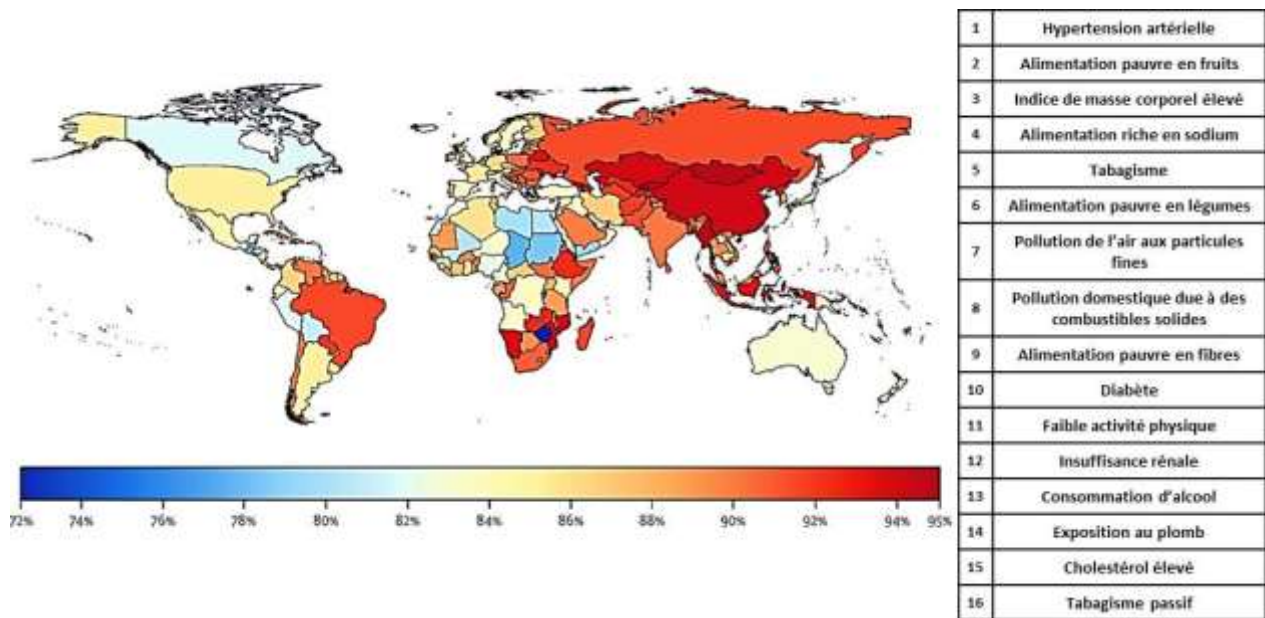 72%
74%
76%
78%
80%
82%
84%
86%
88%
90%
92%
94%
95%
1 Hypertension artérielle
2 Alimentation pauvre en fruits
3 Indice de masse corporel élevé
4 Alimentation riche en sodium
5 Tabagisme
6 Alimentation pauvre en légumes
7 Pollution de l'air aux particules
fines
8 Pollution domestique due à des
combustibles solides
9 Alimentation pauvre en fibres
10 Diabète
11 Faible activité physique
12 Insuffisance rénale
13 Consommation d'alcool
14 Exposition au plomb
15 Cholestérol élevé
16 Tabagisme passif